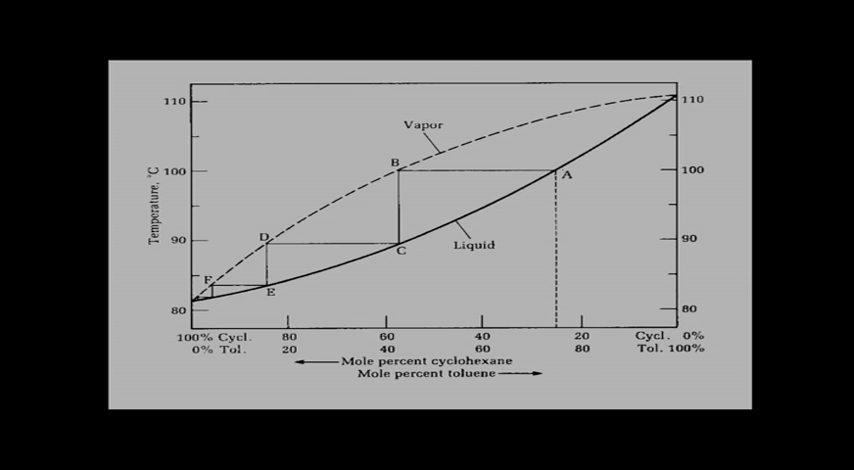 110
110
Vapor
B
100
A
100
Temperature, °C
D
90
90
C
Liquid
F
E
80
80
100% Cycl. 80 60 40 20 Cycl. 0%
0% Tol. 20 40 60 80 Tol. 100%
Mole percent cyclohexane
Mole percent toluene